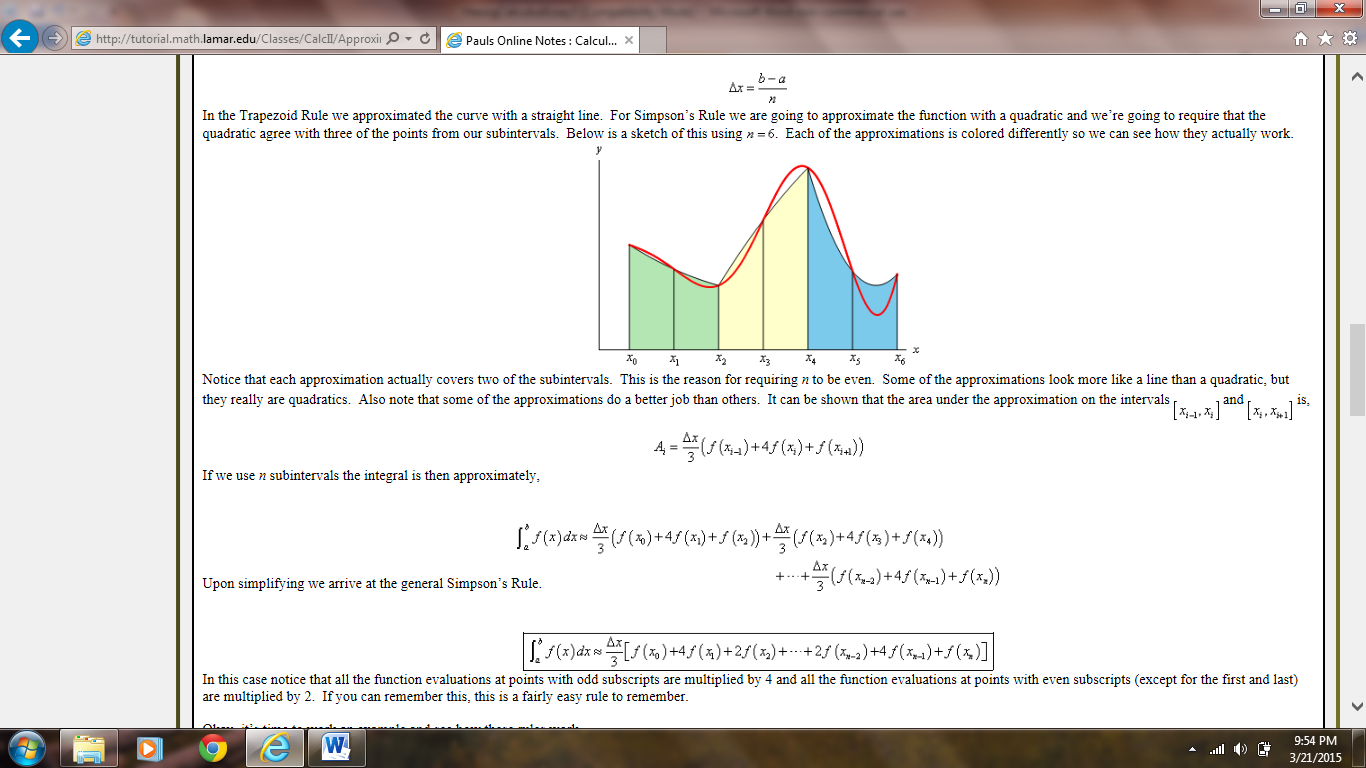 http://tutorial.math.lamar.edu/Classes/CalcII/Approxi
Pauls Online Notes : Calcul...
Δx = (b − a)/n
In the Trapezoid Rule we approximated the curve with a straight line.  For Simpson's Rule we are going to approximate the function with a quadratic and we're going to require that the
quadratic agree with three of the points from our subintervals.  Below is a sketch of this using n = 6.  Each of the approximations is colored differently so we can see how they actually work.
y
x
x₀ x₁ x₂ x₃ x₄ x₅ x₆
Notice that each approximation actually covers two of the subintervals.  This is the reason for requiring n to be even.  Some of the approximations look more like a line than a quadratic, but
they really are quadratics.  Also note that some of the approximations do a better job than others.  It can be shown that the area under the approximation on the intervals [xᵢ₋₁, xᵢ] and [xᵢ, xᵢ₊₁] is,
Aᵢ = Δx/3 (f(xᵢ₋₁) + 4f(xᵢ) + f(xᵢ₊₁))
If we use n subintervals the integral is then approximately,
∫ₐᵇ f(x) dx ≈ Δx/3 (f(x₀) + 4f(x₁) + f(x₂)) + Δx/3 (f(x₂) + 4f(x₃) + f(x₄))
+ ⋯ + Δx/3 (f(xₙ₋₂) + 4f(xₙ₋₁) + f(xₙ))
Upon simplifying we arrive at the general Simpson's Rule.
∫ₐᵇ f(x) dx ≈ Δx/3 [f(x₀) + 4f(x₁) + 2f(x₂) + ⋯ + 2f(xₙ₋₂) + 4f(xₙ₋₁) + f(xₙ)]
In this case notice that all the function evaluations at points with odd subscripts are multiplied by 4 and all the function evaluations at points with even subscripts (except for the first and last)
are multiplied by 2.  If you can remember this, this is a fairly easy rule to remember.
Okay, it's time to work an example and see how these rules work.
9:54 PM
3/21/2015